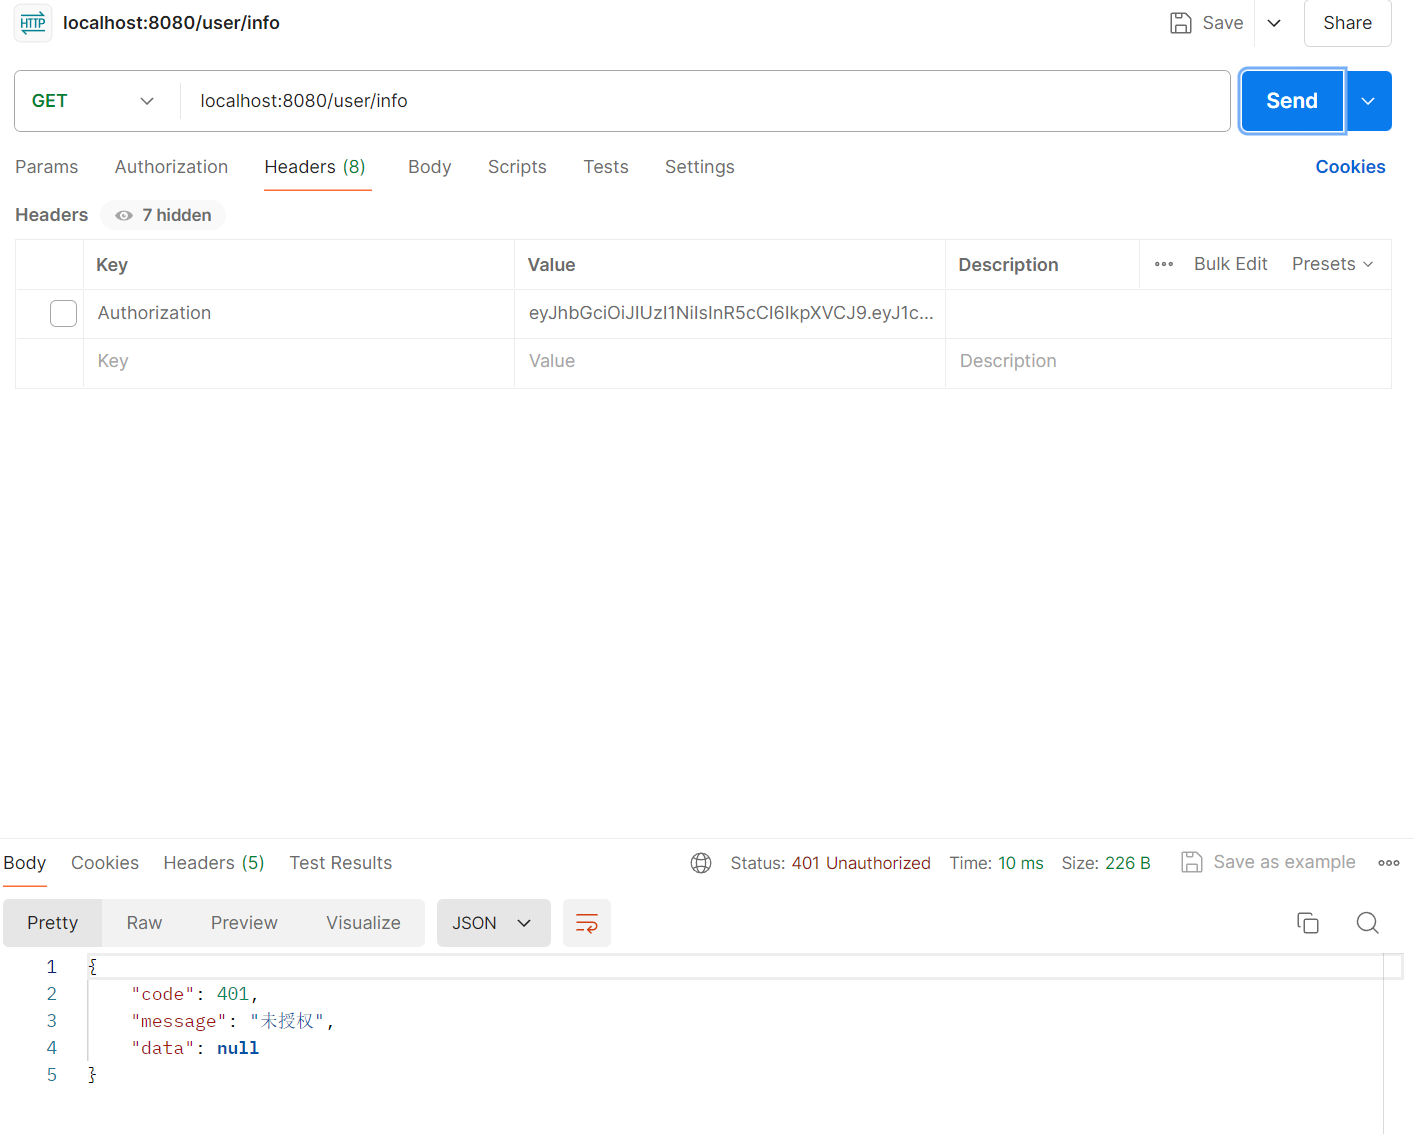 HTTP localhost:8080/user/info Save Share
GET localhost:8080/user/info Send
Params Authorization Headers (8) Body Scripts Tests Settings Cookies
Headers 7 hidden
Key Value Description Bulk Edit Presets
Authorization eyJhbGciOiJIUzI1NiIsInR5cCI6IkpXVCJ9.eyJ1c...
Key Value Description
Body Cookies Headers (5) Test Results Status: 401 Unauthorized Time: 10 ms Size: 226 B Save as example
Pretty Raw Preview Visualize JSON
1 {
2 "code": 401,
3 "message": "未授权",
4 "data": null
5 }